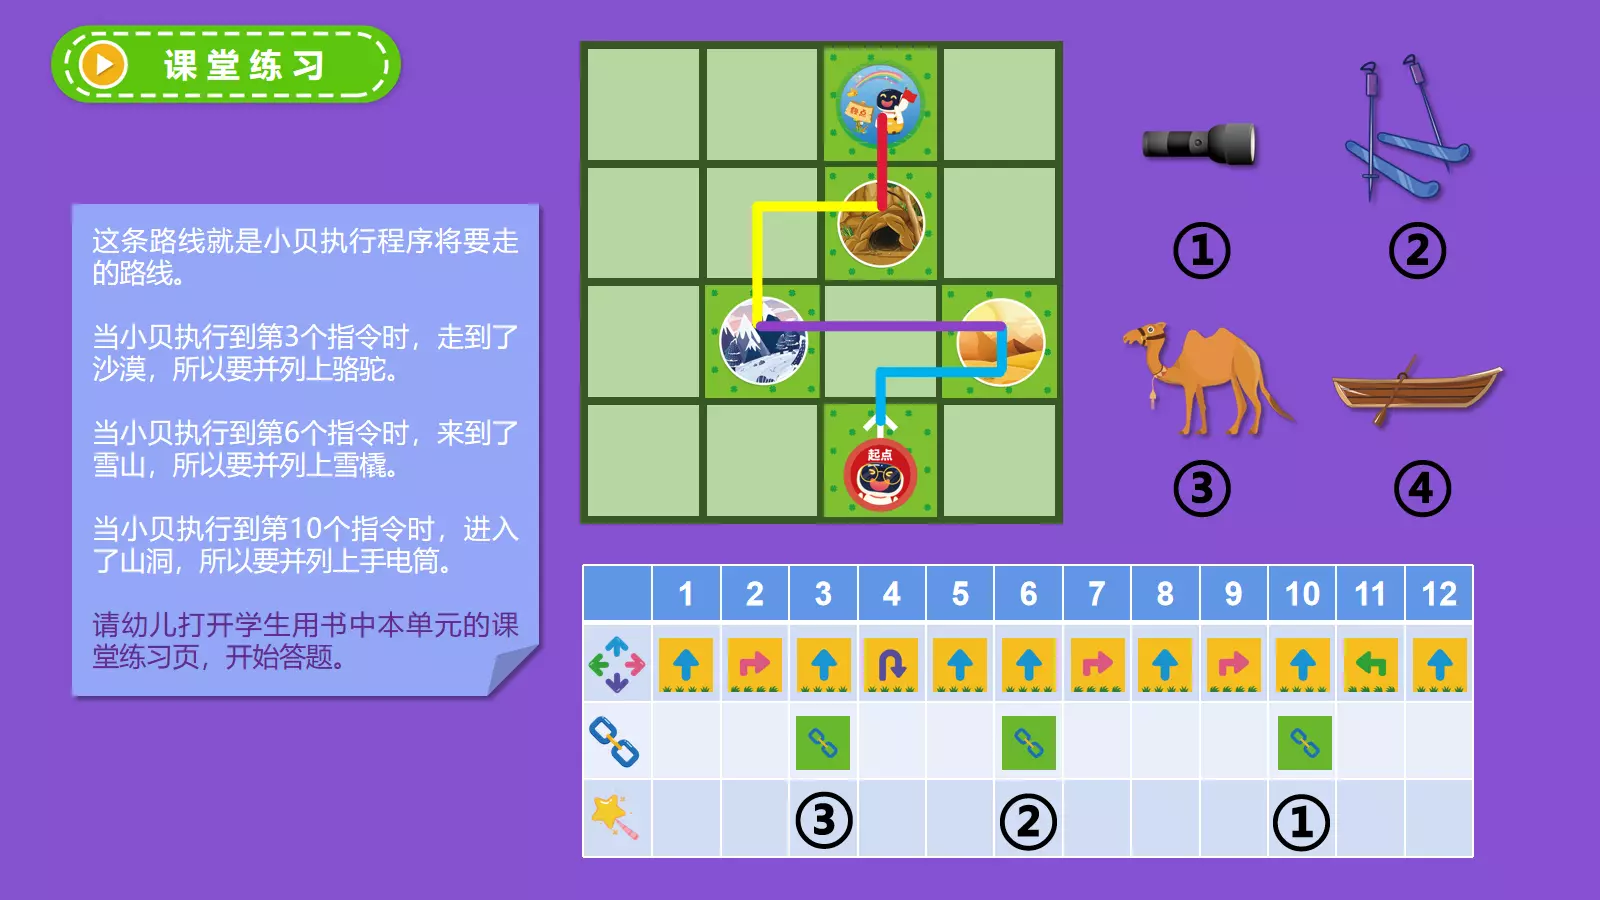 课堂练习
这条路线就是小贝执行程序将要走
的路线。
当小贝执行到第3个指令时，走到了
沙漠，所以要并列上骆驼。
当小贝执行到第6个指令时，来到了
雪山，所以要并列上雪橇。
当小贝执行到第10个指令时，进入
了山洞，所以要并列上手电筒。
请幼儿打开学生用书中本单元的课
堂练习页，开始答题。
终点
起点
①
②
③
④
1 2 3 4 5 6 7 8 9 10 11 12
③ ② ①